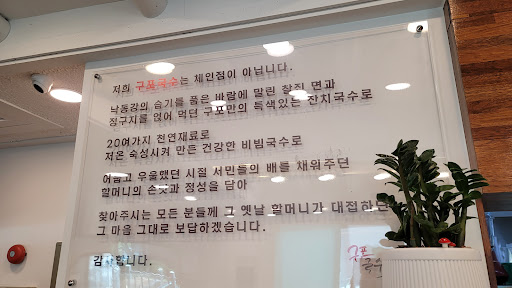 저희 구포국수는 체인점이 아닙니다.
낙동강의 습기를 품은 바람에 말린 찰진 면과
정구지를 얹어 먹던 구포만의 특색있는 잔치국수로
20여가지 천연재료로
저온 숙성시켜 만든 건강한 비빔국수로
어렵고 우울했던 시절 서민들의 배를 채워주던
할머니의 손맛과 정성을 담아
찾아주시는 모든 분들께 그 옛날 할머니가 대접하던
그 마음 그대로 보답하겠습니다.
감사합니다.
구포
국수